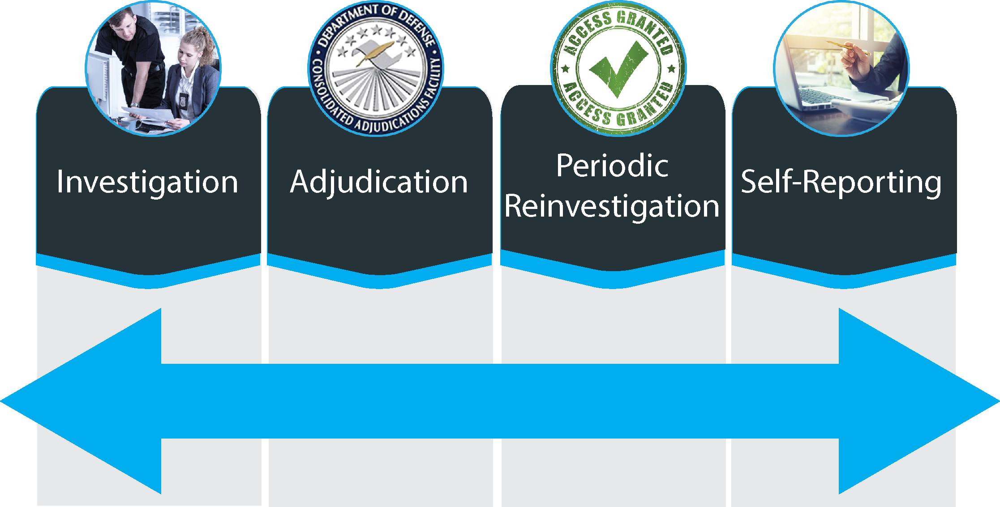 DEPARTMENT OF DEFENSE
CONSOLIDATED ADJUDICATIONS FACILITY
ACCESS GRANTED
ACCESS GRANTED
Investigation
Adjudication
Periodic
Reinvestigation
Self-Reporting